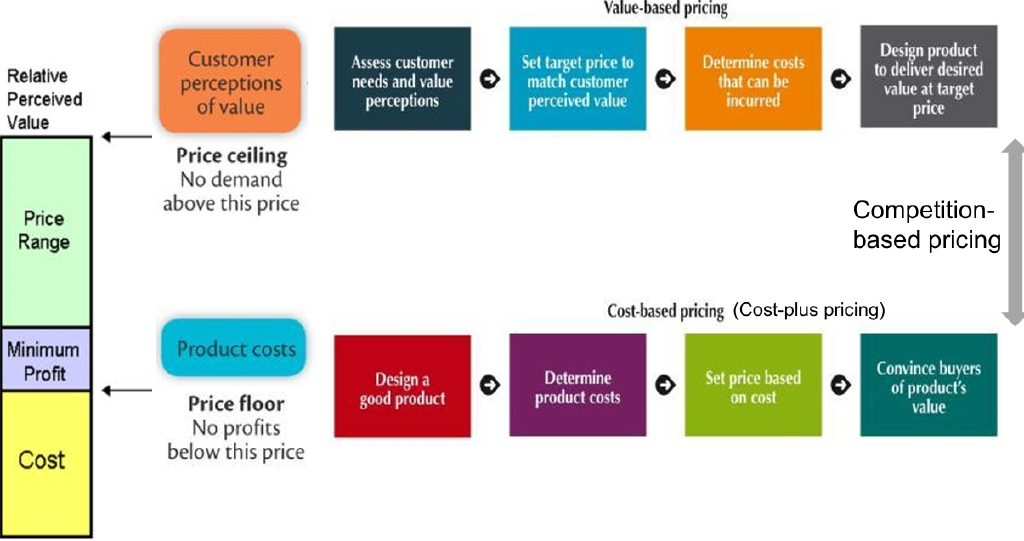 Value-based pricing
Relative
Perceived
Value
Customer
perceptions
of value
Assess customer
needs and value
perceptions
Set target price to
match customer
perceived value
Determine costs
that can be
incurred
Design product
to deliver desired
value at target
price
Price ceiling
No demand
above this price
Price
Range
Competition-
based pricing
Cost-based pricing (Cost-plus pricing)
Minimum
Profit
Product costs
Design a
good product
Determine
product costs
Set price based
on cost
Convince buyers
of product's
value
Price floor
No profits
below this price
Cost